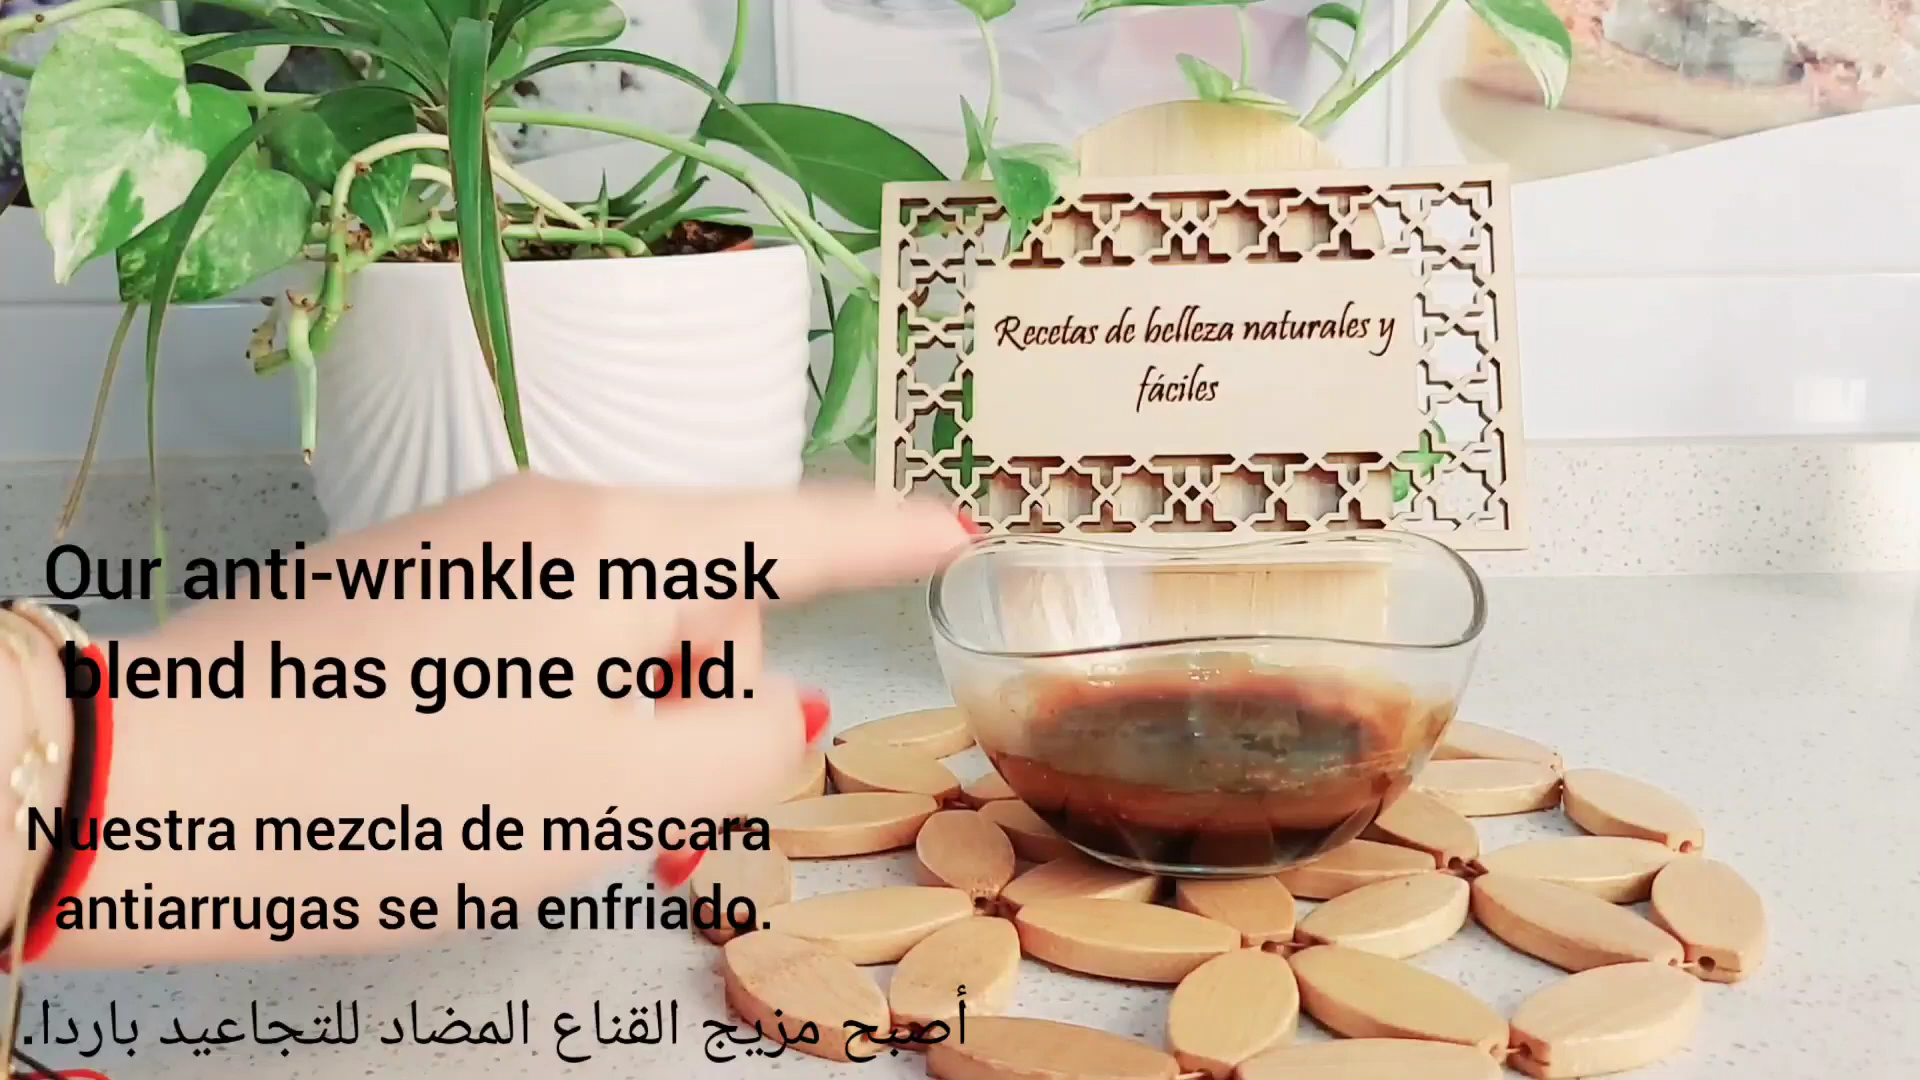 Recetas de belleza naturales y
fáciles
Our anti-wrinkle mask
blend has gone cold.
Nuestra mezcla de máscara
antiarrugas se ha enfriado.
أصبح مزيج القناع المضاد للتجاعيد باردا.